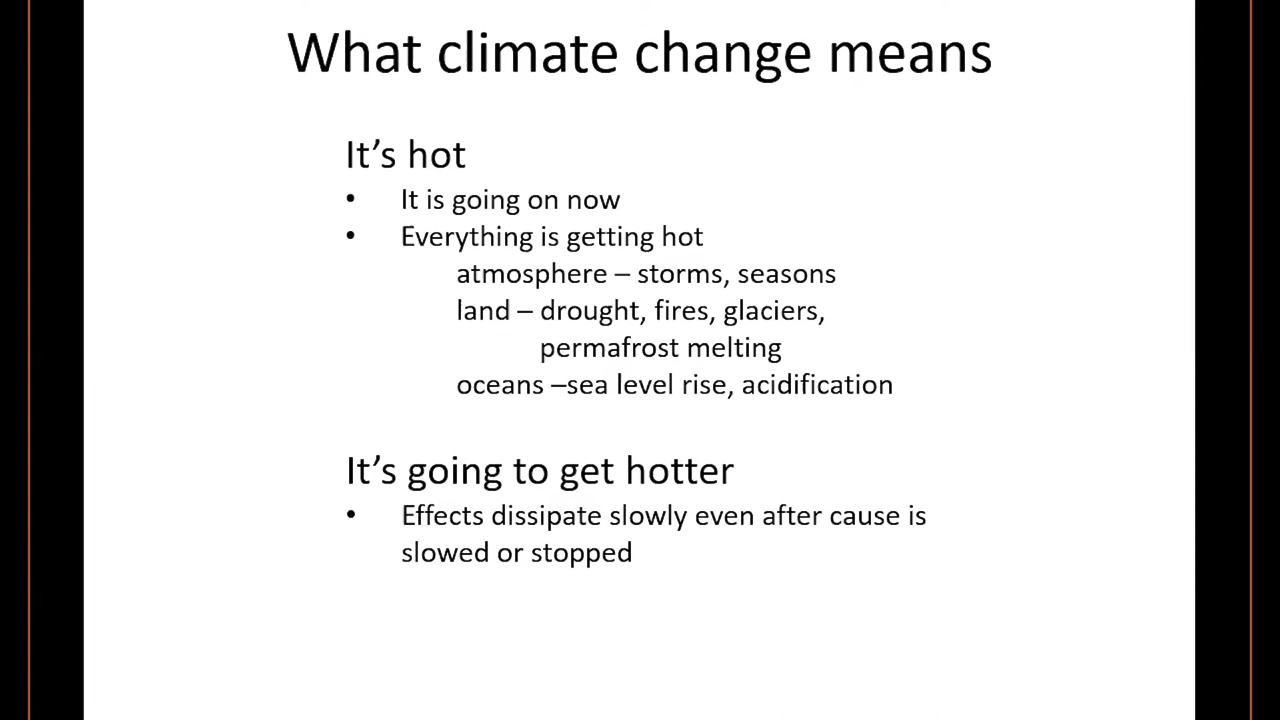 What climate change means
It’s hot
• It is going on now
• Everything is getting hot
atmosphere – storms, seasons
land – drought, fires, glaciers,
permafrost melting
oceans –sea level rise, acidification
It’s going to get hotter
• Effects dissipate slowly even after cause is
slowed or stopped